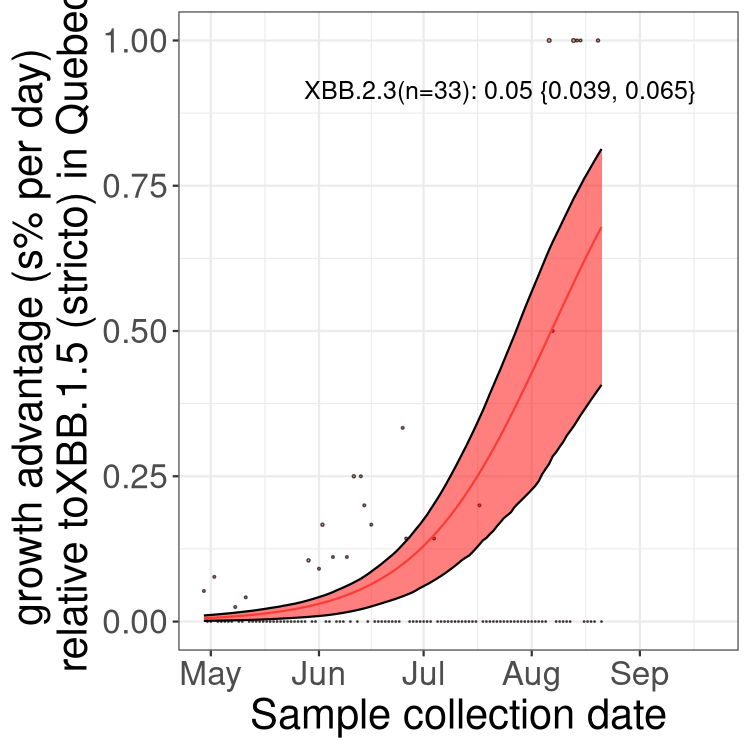 growth advantage (s% per day)
relative toXBB.1.5 (stricto) in Quebec
1.00
0.75
0.50
0.25
0.00
XBB.2.3(n=33): 0.05 {0.039, 0.065}
May Jun Jul Aug Sep
Sample collection date